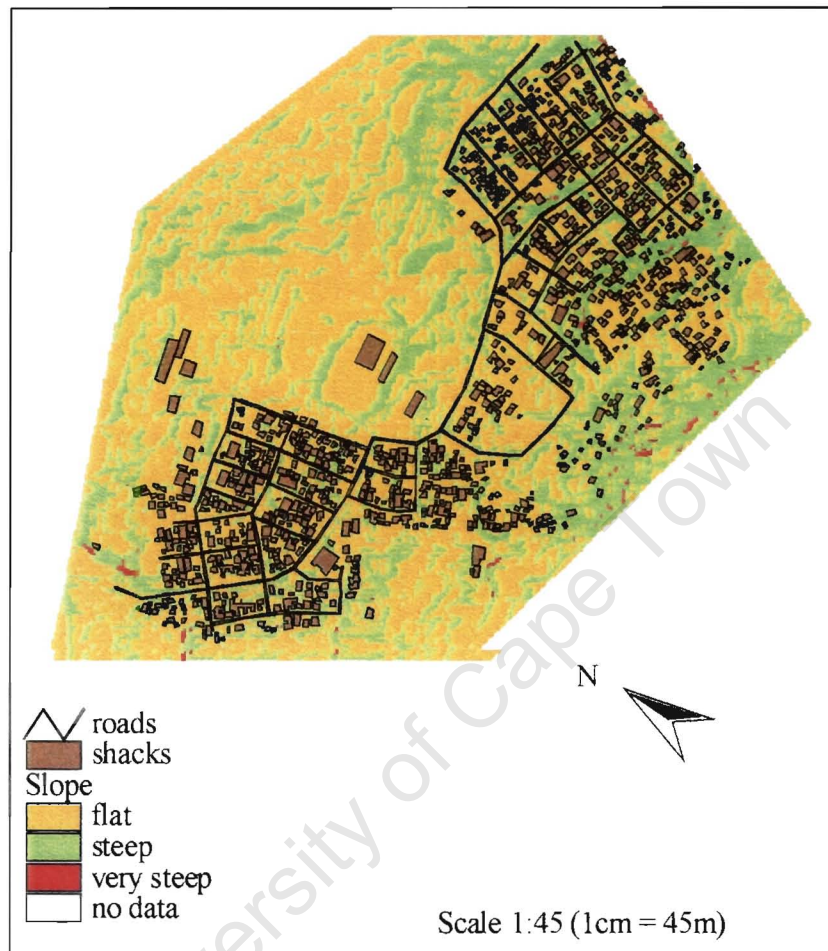 N
roads
shacks
Slope
flat
steep
very steep
no data
Scale 1:45 (1cm = 45m)
University of Cape Town